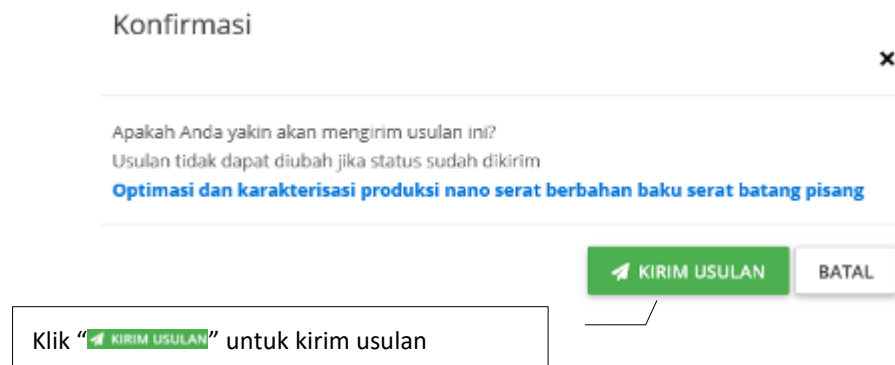 Konfirmasi
×
Apakah Anda yakin akan mengirim usulan ini?
Usulan tidak dapat diubah jika status sudah dikirim
Optimasi dan karakterisasi produksi nano serat berbahan baku serat batang pisang
KIRIM USULAN BATAL
Klik “KIRIM USULAN” untuk kirim usulan